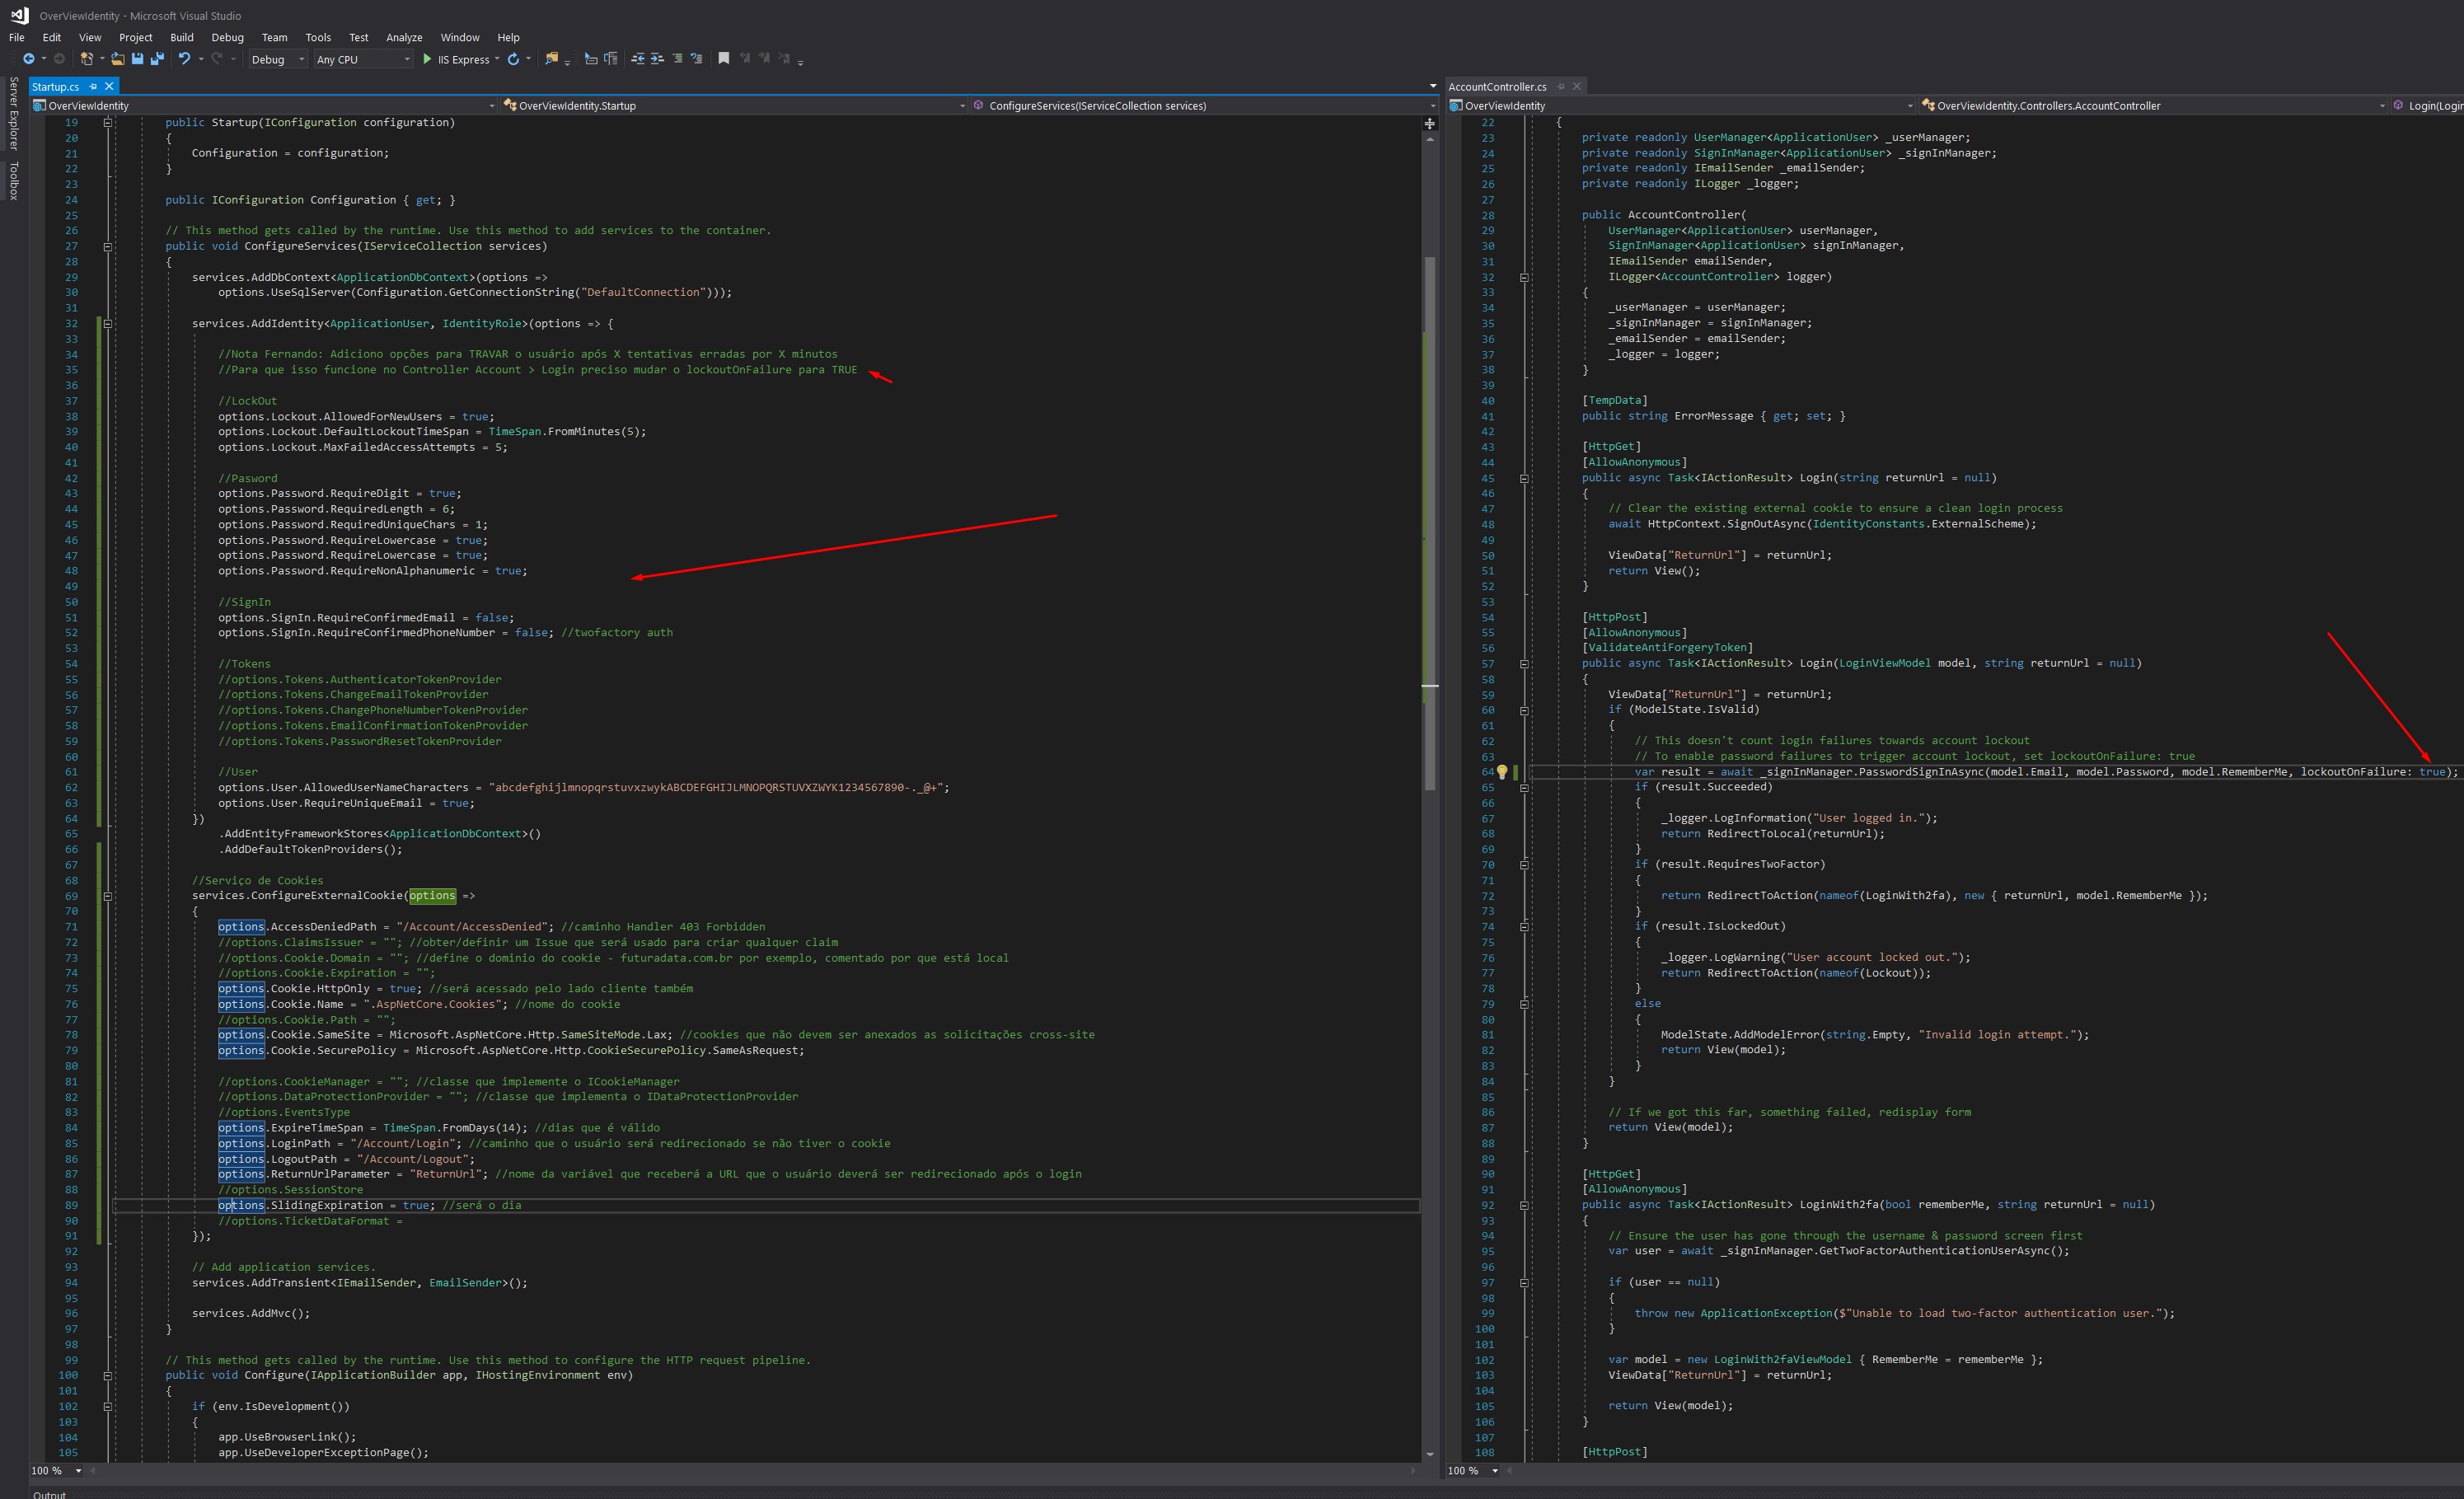 OverViewIdentity - Microsoft Visual Studio
File Edit View Project Build Debug Team Tools Test Analyze Window Help
Debug Any CPU IIS Express
Server Explorer
Toolbox
Startup.cs
OverViewIdentity OverViewIdentity.Startup ConfigureServices(IServiceCollection services)
19 public Startup(IConfiguration configuration)
20 {
21 Configuration = configuration;
22 }
23
24 public IConfiguration Configuration { get; }
25
26 // This method gets called by the runtime. Use this method to add services to the container.
27 public void ConfigureServices(IServiceCollection services)
28 {
29 services.AddDbContext<ApplicationDbContext>(options =>
30 options.UseSqlServer(Configuration.GetConnectionString("DefaultConnection")));
31
32 services.AddIdentity<ApplicationUser, IdentityRole>(options => {
33
34 //Nota Fernando: Adiciono opções para TRAVAR o usuário após X tentativas erradas por X minutos
35 //Para que isso funcione no Controller Account > Login preciso mudar o lockoutOnFailure para TRUE
36
37 //LockOut
38 options.Lockout.AllowedForNewUsers = true;
39 options.Lockout.DefaultLockoutTimeSpan = TimeSpan.FromMinutes(5);
40 options.Lockout.MaxFailedAccessAttempts = 5;
41
42 //Pasword
43 options.Password.RequireDigit = true;
44 options.Password.RequiredLength = 6;
45 options.Password.RequiredUniqueChars = 1;
46 options.Password.RequireLowercase = true;
47 options.Password.RequireLowercase = true;
48 options.Password.RequireNonAlphanumeric = true;
49
50 //SignIn
51 options.SignIn.RequireConfirmedEmail = false;
52 options.SignIn.RequireConfirmedPhoneNumber = false; //twofactory auth
53
54 //Tokens
55 //options.Tokens.AuthenticatorTokenProvider
56 //options.Tokens.ChangeEmailTokenProvider
57 //options.Tokens.ChangePhoneNumberTokenProvider
58 //options.Tokens.EmailConfirmationTokenProvider
59 //options.Tokens.PasswordResetTokenProvider
60
61 //User
62 options.User.AllowedUserNameCharacters = "abcdefghijlmnopqrstuvxzwykABCDEFGHIJLMNOPQRSTUVXZWYK1234567890-._@+";
63 options.User.RequireUniqueEmail = true;
64 })
65 .AddEntityFrameworkStores<ApplicationDbContext>()
66 .AddDefaultTokenProviders();
67
68 //Serviço de Cookies
69 services.ConfigureExternalCookie(options =>
70 {
71 options.AccessDeniedPath = "/Account/AccessDenied"; //caminho Handler 403 Forbidden
72 //options.ClaimsIssuer = ""; //obter/definir um Issue que será usado para criar qualquer claim
73 //options.Cookie.Domain = ""; //define o dominio do cookie - futuradata.com.br por exemplo, comentado por que está local
74 //options.Cookie.Expiration = "";
75 options.Cookie.HttpOnly = true; //será acessado pelo lado cliente também
76 options.Cookie.Name = ".AspNetCore.Cookies"; //nome do cookie
77 //options.Cookie.Path = "";
78 options.Cookie.SameSite = Microsoft.AspNetCore.Http.SameSiteMode.Lax; //cookies que não devem ser anexados as solicitações cross-site
79 options.Cookie.SecurePolicy = Microsoft.AspNetCore.Http.CookieSecurePolicy.SameAsRequest;
80
81 //options.CookieManager = ""; //classe que implemente o ICookieManager
82 //options.DataProtectionProvider = ""; //classe que implementa o IDataProtectionProvider
83 //options.EventsType
84 options.ExpireTimeSpan = TimeSpan.FromDays(14); //dias que é válido
85 options.LoginPath = "/Account/Login"; //caminho que o usuário será redirecionado se não tiver o cookie
86 options.LogoutPath = "/Account/Logout";
87 options.ReturnUrlParameter = "ReturnUrl"; //nome da variável que receberá a URL que o usuário deverá ser redirecionado após o login
88 //options.SessionStore
89 options.SlidingExpiration = true; //será o dia
90 //options.TicketDataFormat =
91 });
92
93 // Add application services.
94 services.AddTransient<IEmailSender, EmailSender>();
95
96 services.AddMvc();
97 }
98
99 // This method gets called by the runtime. Use this method to configure the HTTP request pipeline.
100 public void Configure(IApplicationBuilder app, IHostingEnvironment env)
101 {
102 if (env.IsDevelopment())
103 {
104 app.UseBrowserLink();
105 app.UseDeveloperExceptionPage();
100 %
Output
AccountController.cs
OverViewIdentity OverViewIdentity.Controllers.AccountController Login(Login
22 {
23 private readonly UserManager<ApplicationUser> _userManager;
24 private readonly SignInManager<ApplicationUser> _signInManager;
25 private readonly IEmailSender _emailSender;
26 private readonly ILogger _logger;
27
28 public AccountController(
29 UserManager<ApplicationUser> userManager,
30 SignInManager<ApplicationUser> signInManager,
31 IEmailSender emailSender,
32 ILogger<AccountController> logger)
33 {
34 _userManager = userManager;
35 _signInManager = signInManager;
36 _emailSender = emailSender;
37 _logger = logger;
38 }
39
40 [TempData]
41 public string ErrorMessage { get; set; }
42
43 [HttpGet]
44 [AllowAnonymous]
45 public async Task<IActionResult> Login(string returnUrl = null)
46 {
47 // Clear the existing external cookie to ensure a clean login process
48 await HttpContext.SignOutAsync(IdentityConstants.ExternalScheme);
49
50 ViewData["ReturnUrl"] = returnUrl;
51 return View();
52 }
53
54 [HttpPost]
55 [AllowAnonymous]
56 [ValidateAntiForgeryToken]
57 public async Task<IActionResult> Login(LoginViewModel model, string returnUrl = null)
58 {
59 ViewData["ReturnUrl"] = returnUrl;
60 if (ModelState.IsValid)
61 {
62 // This doesn't count login failures towards account lockout
63 // To enable password failures to trigger account lockout, set lockoutOnFailure: true
64 var result = await _signInManager.PasswordSignInAsync(model.Email, model.Password, model.RememberMe, lockoutOnFailure: true);
65 if (result.Succeeded)
66 {
67 _logger.LogInformation("User logged in.");
68 return RedirectToLocal(returnUrl);
69 }
70 if (result.RequiresTwoFactor)
71 {
72 return RedirectToAction(nameof(LoginWith2fa), new { returnUrl, model.RememberMe });
73 }
74 if (result.IsLockedOut)
75 {
76 _logger.LogWarning("User account locked out.");
77 return RedirectToAction(nameof(Lockout));
78 }
79 else
80 {
81 ModelState.AddModelError(string.Empty, "Invalid login attempt.");
82 return View(model);
83 }
84 }
85
86 // If we got this far, something failed, redisplay form
87 return View(model);
88 }
89
90 [HttpGet]
91 [AllowAnonymous]
92 public async Task<IActionResult> LoginWith2fa(bool rememberMe, string returnUrl = null)
93 {
94 // Ensure the user has gone through the username & password screen first
95 var user = await _signInManager.GetTwoFactorAuthenticationUserAsync();
96
97 if (user == null)
98 {
99 throw new ApplicationException($"Unable to load two-factor authentication user.");
100 }
101
102 var model = new LoginWith2faViewModel { RememberMe = rememberMe };
103 ViewData["ReturnUrl"] = returnUrl;
104
105 return View(model);
106 }
107
108 [HttpPost]
100 %